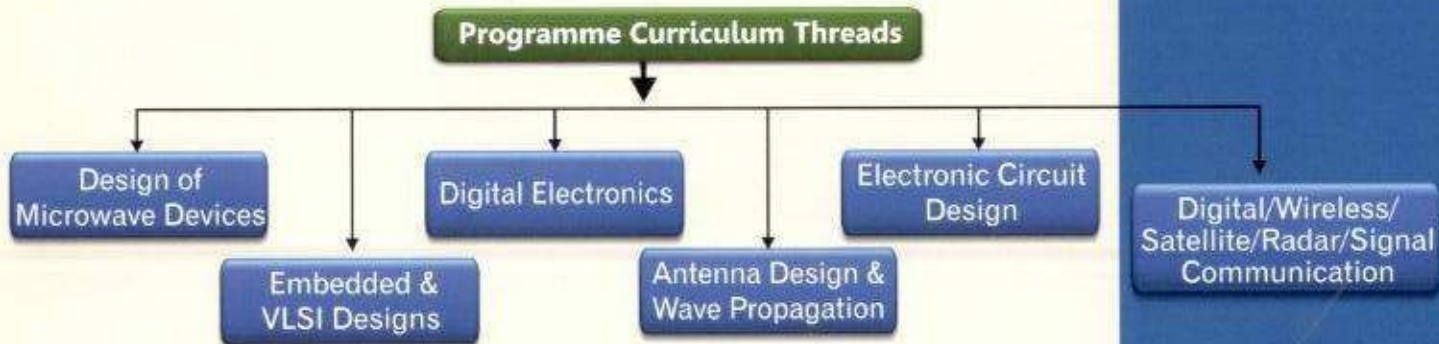 Programme Curriculum Threads
Design of
Microwave Devices
Embedded &
VLSI Designs
Digital Electronics
Antenna Design &
Wave Propagation
Electronic Circuit
Design
Digital/Wireless/
Satellite/Radar/Signal
Communication